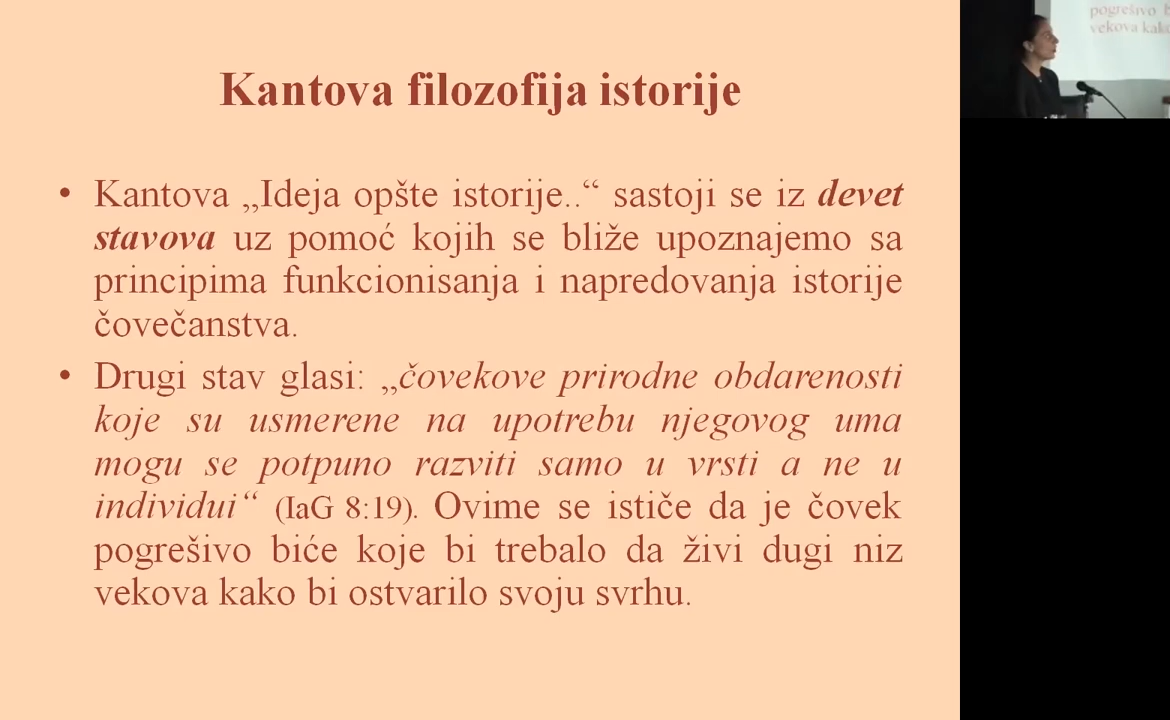 Kantova filozofija istorije
• Kantova „Ideja opšte istorije..“ sastoji se iz devet
stavova uz pomoć kojih se bliže upoznajemo sa
principima funkcionisanja i napredovanja istorije
čovečanstva.
• Drugi stav glasi: „čovekove prirodne obdarenosti
koje su usmerene na upotrebu njegovog uma
mogu se potpuno razviti samo u vrsti a ne u
individui“ (IaG 8:19). Ovime se ističe da je čovek
pogrešivo biće koje bi trebalo da živi dugi niz
vekova kako bi ostvarilo svoju svrhu.
pogrešivo b
vekova kako